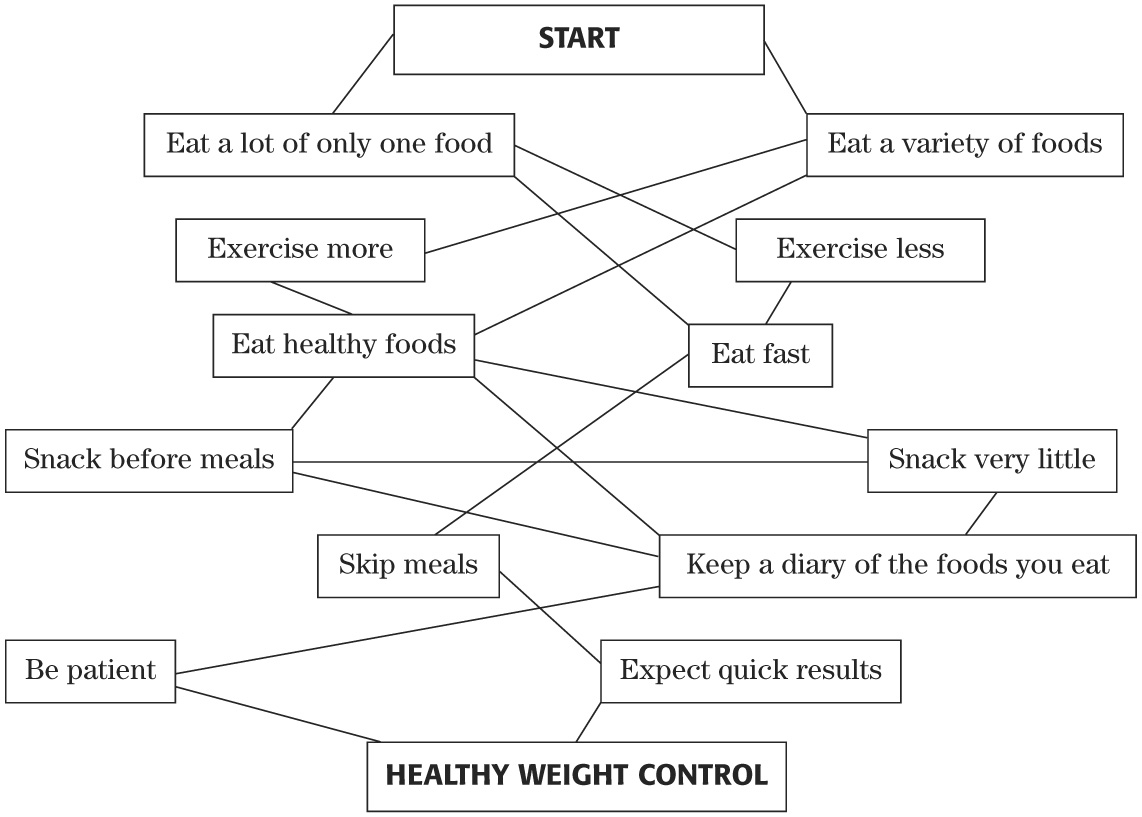 START
Eat a lot of only one food
Eat a variety of foods
Exercise more
Exercise less
Eat healthy foods
Eat fast
Snack before meals
Snack very little
Skip meals
Keep a diary of the foods you eat
Be patient
Expect quick results
HEALTHY WEIGHT CONTROL